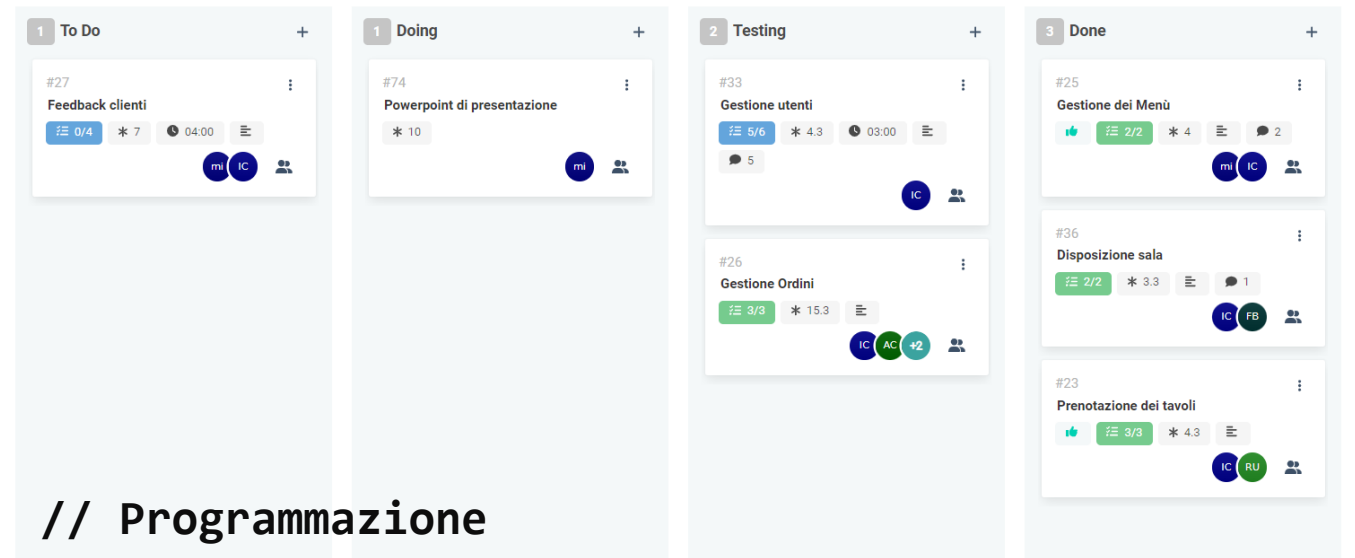 1 To Do +
#27
Feedback clienti
0/4 7 04:00
mi IC
1 Doing +
#74
Powerpoint di presentazione
10
mi
2 Testing +
#33
Gestione utenti
5/6 4.3 03:00
5
IC
#26
Gestione Ordini
3/3 15.3
IC AC +2
3 Done +
#25
Gestione dei Menù
2/2 4 2
mi IC
#36
Disposizione sala
2/2 3.3 1
IC FB
#23
Prenotazione dei tavoli
3/3 4.3
IC RU
// Programmazione